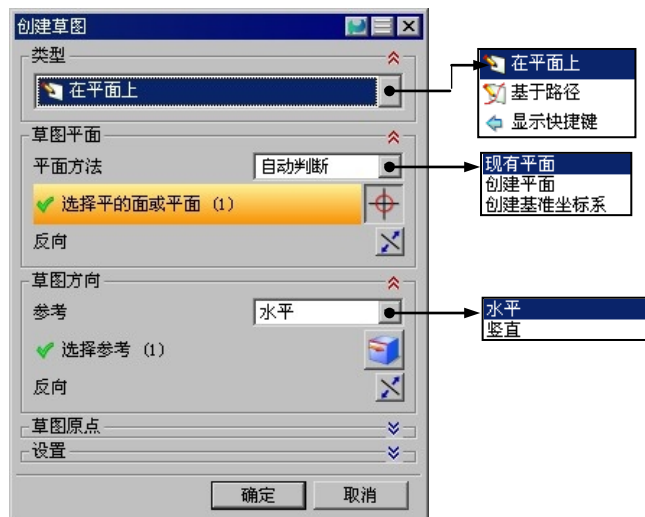 创建草图
类型
在平面上
草图平面
平面方法
自动判断
选择平的面或平面 (1)
反向
草图方向
参考
水平
选择参考 (1)
反向
草图原点
设置
确定
取消
在平面上
基于路径
显示快捷键
现有平面
创建平面
创建基准坐标系
水平
竖直